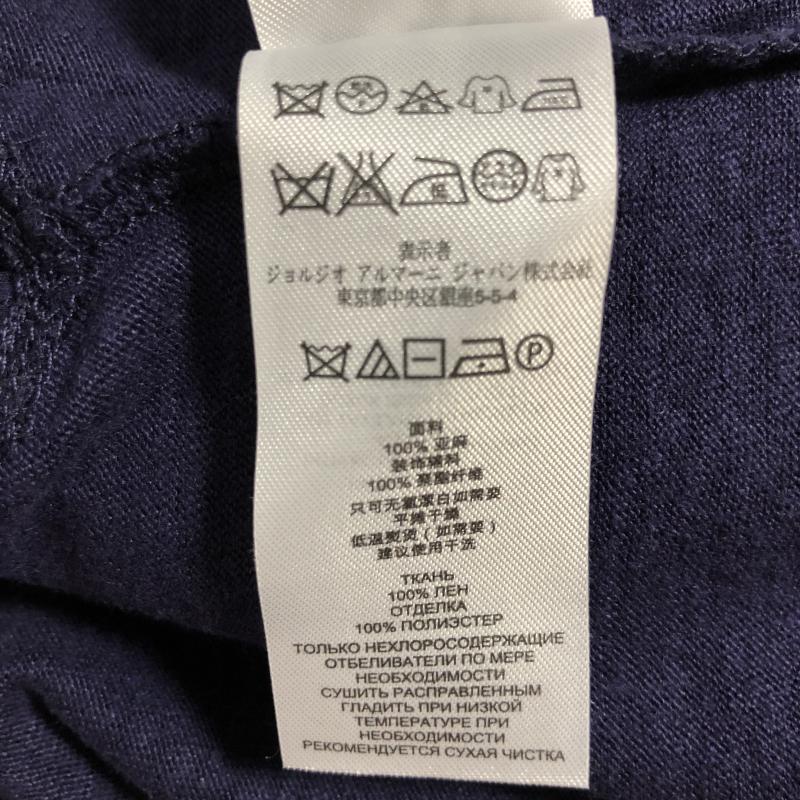 低
表示者
ジョルジオ アルマーニ ジャパン株式会社
東京都中央区銀座5-5-4
P
面料
100% 亚麻
装饰辅料
100% 聚酯纤维
只可无氯漂白如需要
平摊干燥
低温熨烫(如需要)
建议使用干洗
ТКАНЬ
100% ЛЕН
ОТДЕЛКА
100% ПОЛИЭСТЕР
ТОЛЬКО НЕХЛОРОСОДЕРЖАЩИЕ
ОТБЕЛИВАТЕЛИ ПО МЕРЕ
НЕОБХОДИМОСТИ
СУШИТЬ РАСПРАВЛЕННЫМ
ГЛАДИТЬ ПРИ НИЗКОЙ
ТЕМПЕРАТУРЕ ПРИ
НЕОБХОДИМОСТИ
РЕКОМЕНДУЕТСЯ СУХАЯ ЧИСТКА